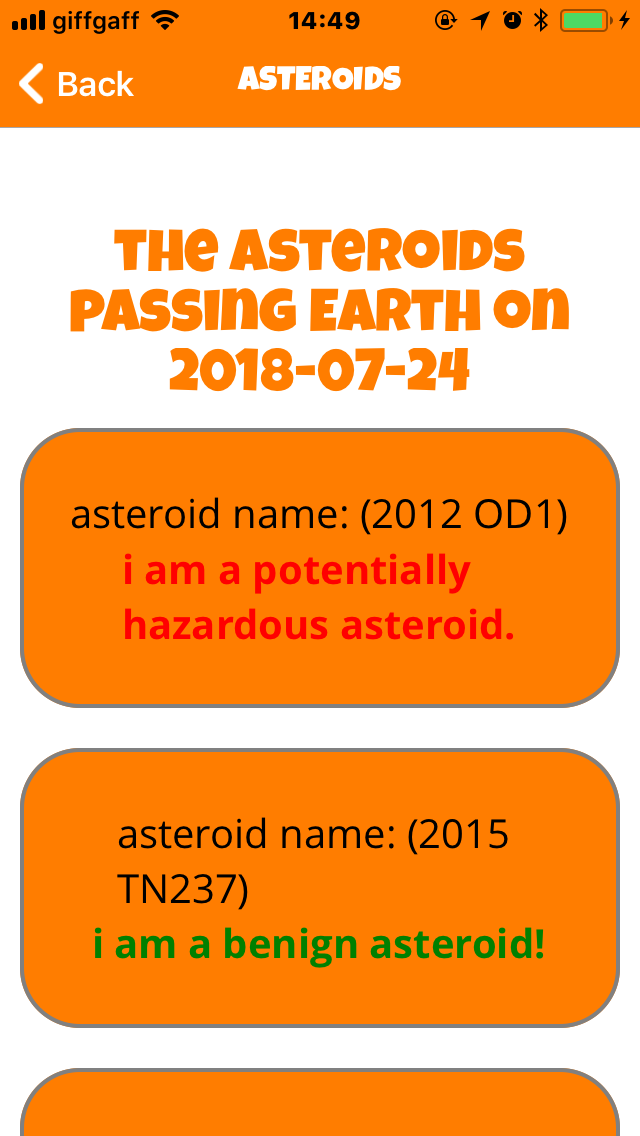 giffgaff 14:49
Back ASTEROIDS
THe ASTeROIDS
PASSING EARTH ON
2018-07-24
asteroid name: (2012 OD1)
i am a potentially
hazardous asteroid.
asteroid name: (2015
TN237)
i am a benign asteroid!